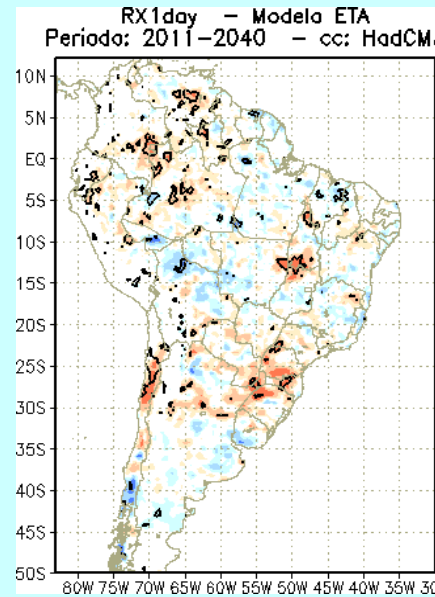 RX1day – Modelo ETA
Periodo: 2011–2040 – cc: HadCM
10N
5N
EQ
5S
10S
15S
20S
25S
30S
35S
40S
45S
50S
80W 75W 70W 65W 60W 55W 50W 45W 40W 35W 30